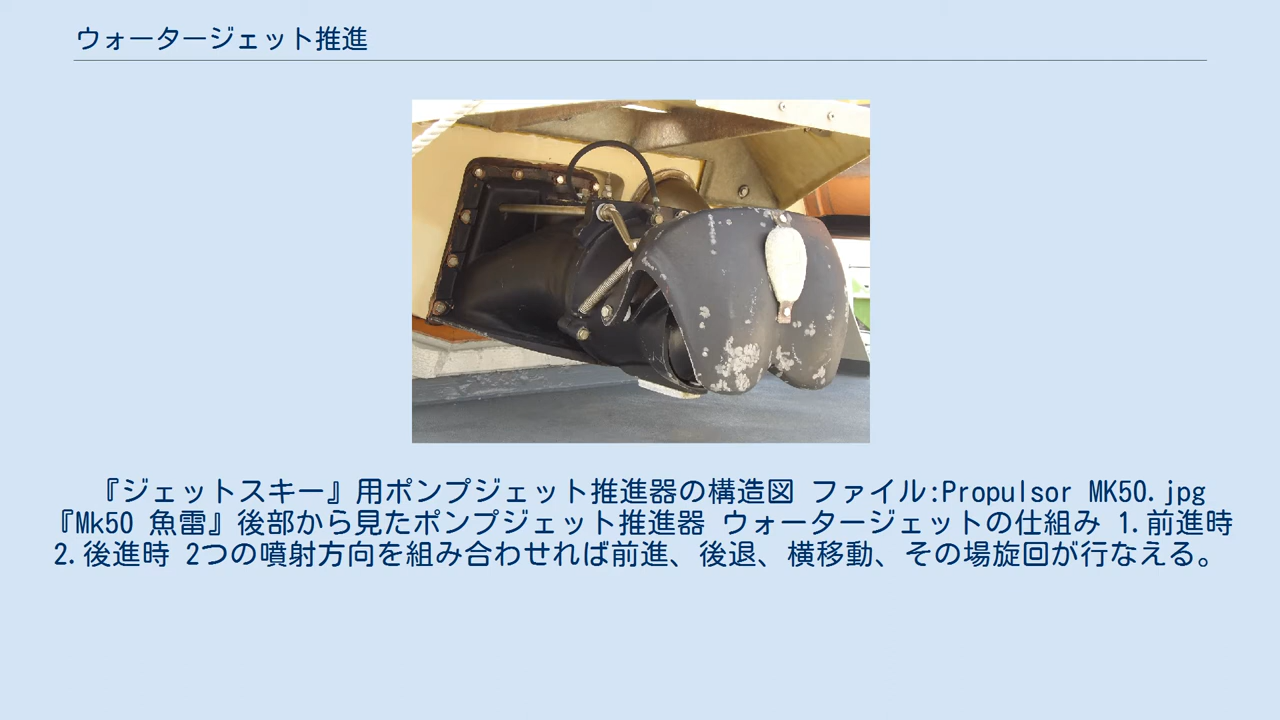 ウォータージェット推進
『ジェットスキー』用ポンプジェット推進器の構造図 ファイル:Propulsor MK50.jpg
『Mk50 魚雷』後部から見たポンプジェット推進器 ウォータージェットの仕組み 1.前進時
2.後進時 2つの噴射方向を組み合わせれば前進、後退、横移動、その場旋回が行なえる。